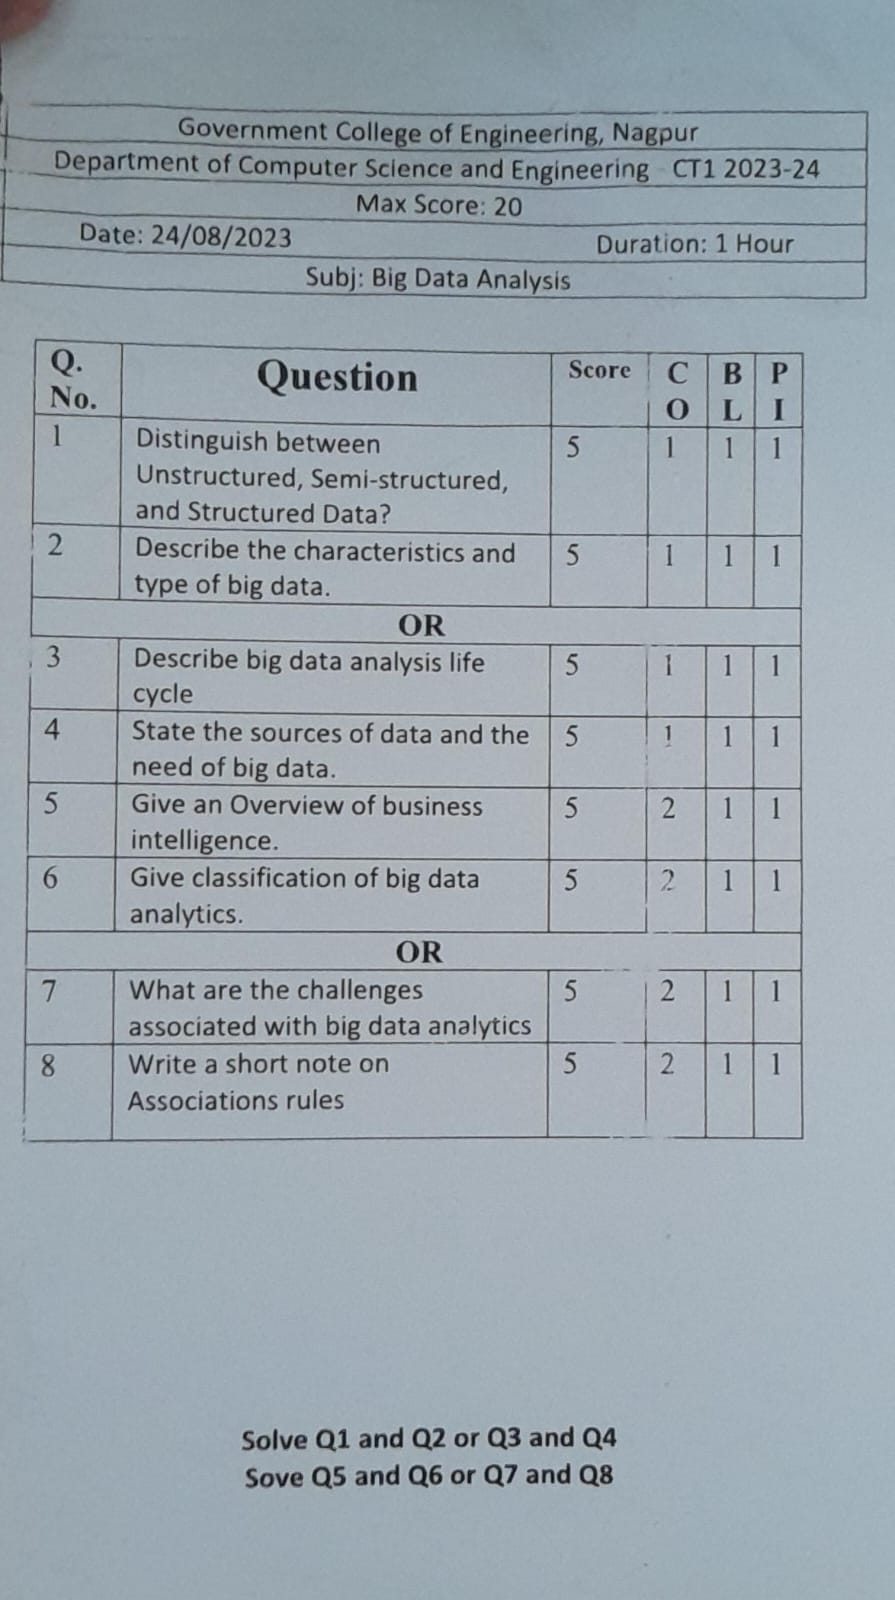 Government College of Engineering, Nagpur
Department of Computer Science and Engineering CT1 2023-24
Max Score: 20
Date: 24/08/2023 Duration: 1 Hour
Subj: Big Data Analysis
Q. No. Question Score CO BL PI
1 Distinguish between 5 1 1 1
Unstructured, Semi-structured,
and Structured Data?
2 Describe the characteristics and 5 1 1 1
type of big data.
OR
3 Describe big data analysis life 5 1 1 1
cycle
4 State the sources of data and the 5 1 1 1
need of big data.
5 Give an Overview of business 5 2 1 1
intelligence.
6 Give classification of big data 5 2 1 1
analytics.
OR
7 What are the challenges 5 2 1 1
associated with big data analytics
8 Write a short note on 5 2 1 1
Associations rules
Solve Q1 and Q2 or Q3 and Q4
Sove Q5 and Q6 or Q7 and Q8